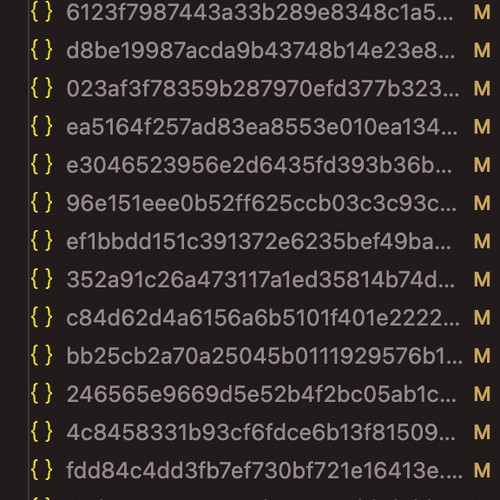 {} 6123f7987443a33b289e8348c1a5... M
{} d8be19987acda9b43748b14e23e8... M
{} 023af3f78359b287970efd377b323... M
{} ea5164f257ad83ea8553e010ea134... M
{} e3046523956e2d6435fd393b36b... M
{} 96e151eee0b52ff625ccb03c3c93c... M
{} ef1bbdd151c391372e6235bef49ba... M
{} 352a91c26a473117a1ed35814b74d... M
{} c84d62d4a6156a6b5101f401e2222... M
{} bb25cb2a70a25045b0111929576b1... M
{} 246565e9669d5e52b4f2bc05ab1c... M
{} 4c8458331b93cf6fdce6b13f81509... M
{} fdd84c4dd3fb7ef730bf721e16413e.... M